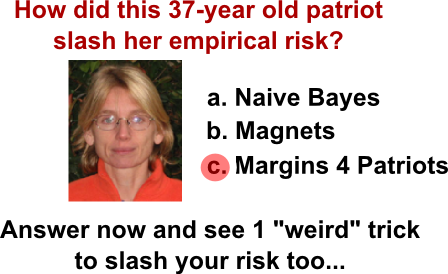 How did this 37-year old patriot
slash her empirical risk?
a. Naive Bayes
b. Magnets
c. Margins 4 Patriots
Answer now and see 1 "weird" trick
to slash your risk too...